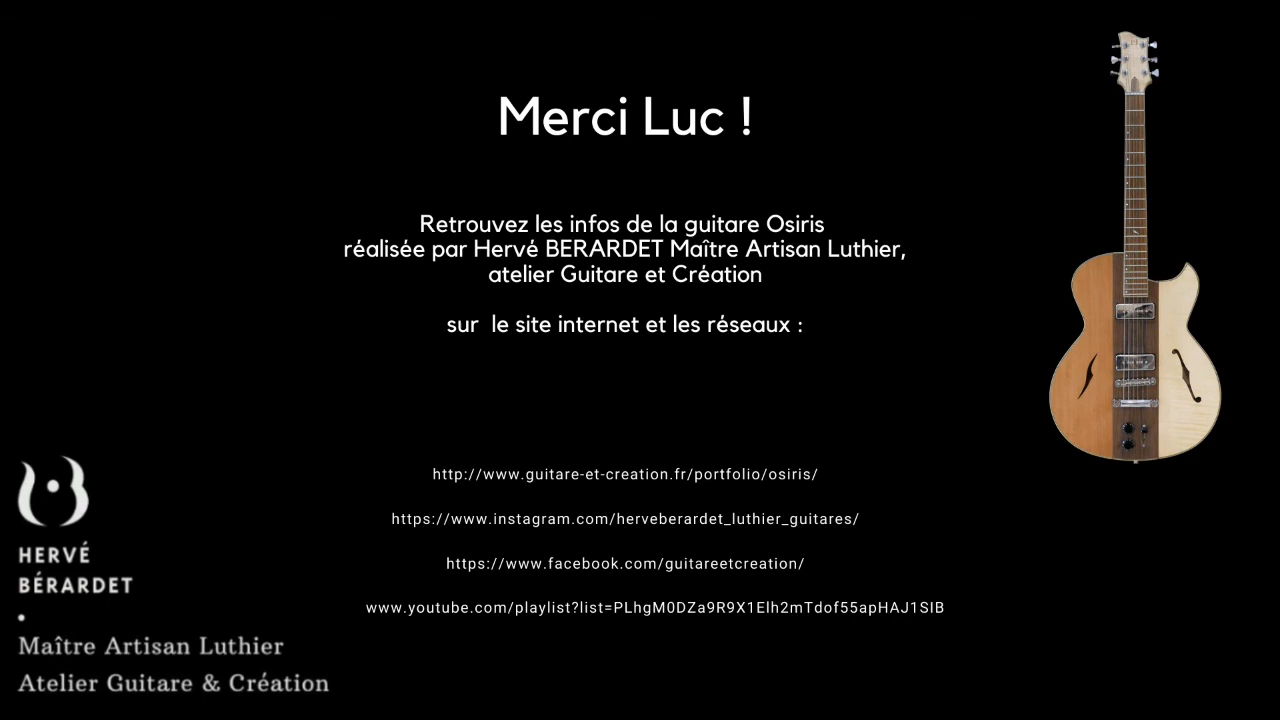 Merci Luc !
Retrouvez les infos de la guitare Osiris
réalisée par Hervé BERARDET Maître Artisan Luthier,
atelier Guitare et Création
sur le site internet et les réseaux :
http://www.guitare-et-creation.fr/portfolio/osiris/
https://www.instagram.com/herveberardet_luthier_guitares/
https://www.facebook.com/guitareetcreation/
www.youtube.com/playlist?list=PLhgM0DZa9R9X1Elh2mTdof55apHAJ1SIB
HERVÉ
BÉRARDET
•
Maître Artisan Luthier
Atelier Guitare & Création